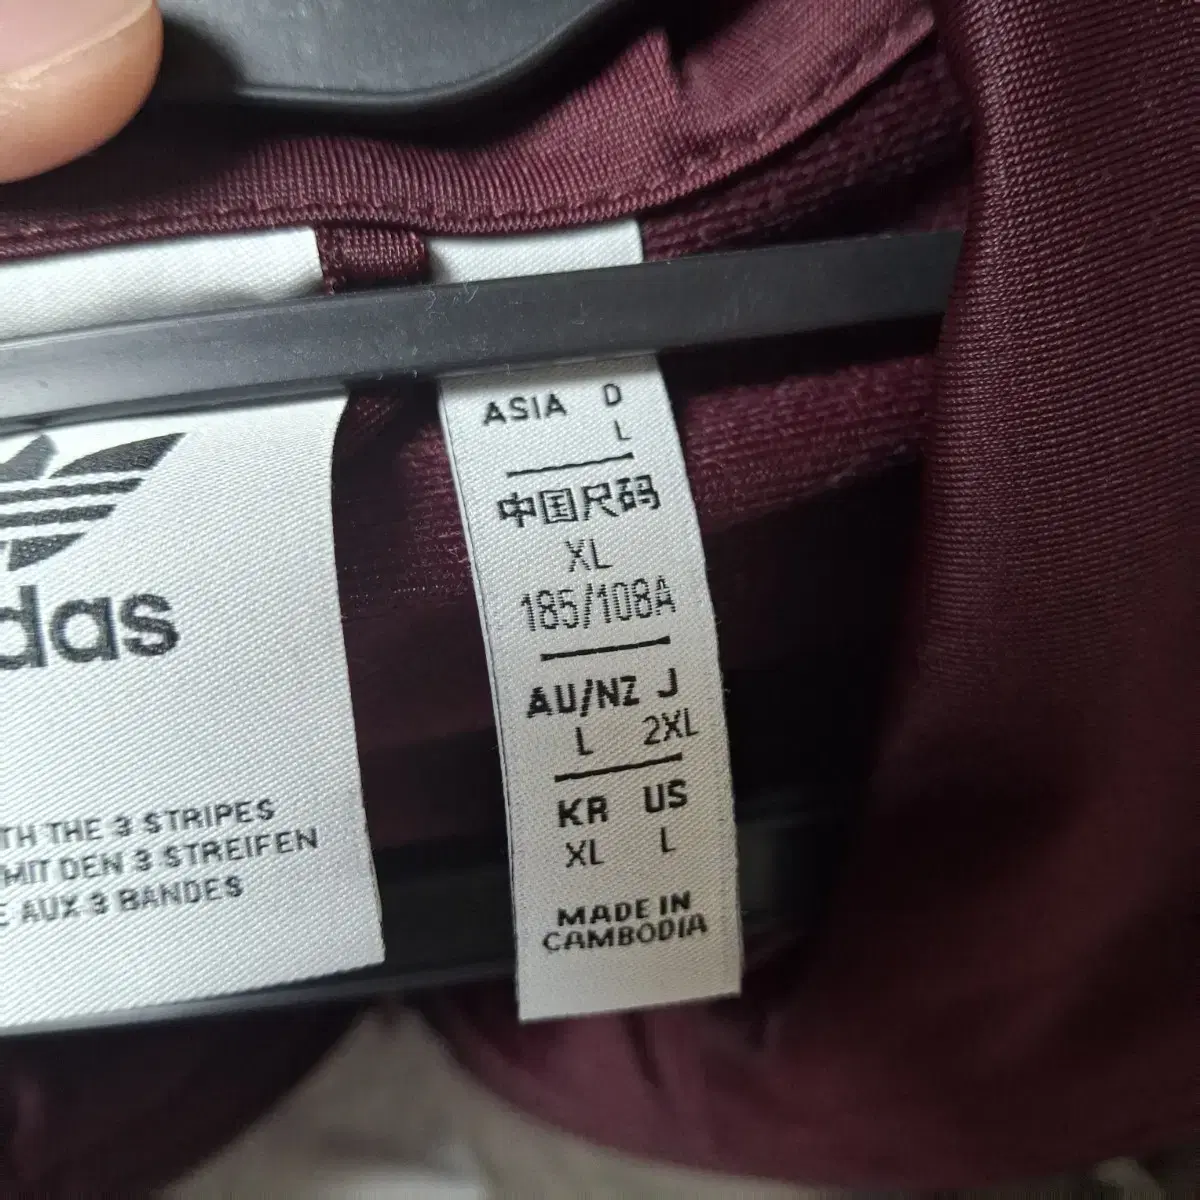 das
TH THE 3 STRIPES
MIT DEN 3 STREIFEN
E AUX 3 BANDES
ASIA D
L
中国尺码
XL
185/108A
AU/NZ J
L 2XL
KR US
XL L
MADE IN
CAMBODIA